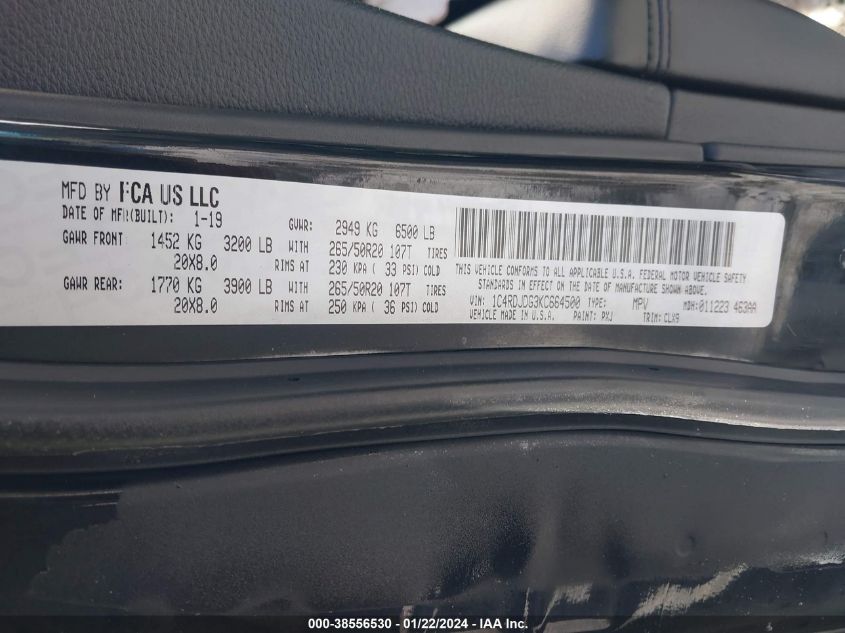 MFD BY FCA US LLC
DATE OF MFR(BUILT): 1-19 GVWR: 2949 KG 6500 LB
GAWR FRONT 1452 KG 3200 LB WITH 265/50R20 107T TIRES
20X8.0 RIMS AT 230 KPA ( 33 PSI) COLD
GAWR REAR: 1770 KG 3900 LB WITH 265/50R20 107T TIRES
20X8.0 RIMS AT 250 KPA ( 36 PSI) COLD
THIS VEHICLE CONFORMS TO ALL APPLICABLE U.S.A. FEDERAL MOTOR VEHICLE SAFETY
STANDARDS IN EFFECT ON THE DATE OF MANUFACTURE SHOWN ABOVE
VIN: 1C4RDJDG3KC664500 TYPE: MPV MDH: 011223 463AA
VEHICLE MADE IN U.S.A. PAINT: PXJ TRIM: CLX9
000-38556530 - 01/22/2024 - IAA Inc.